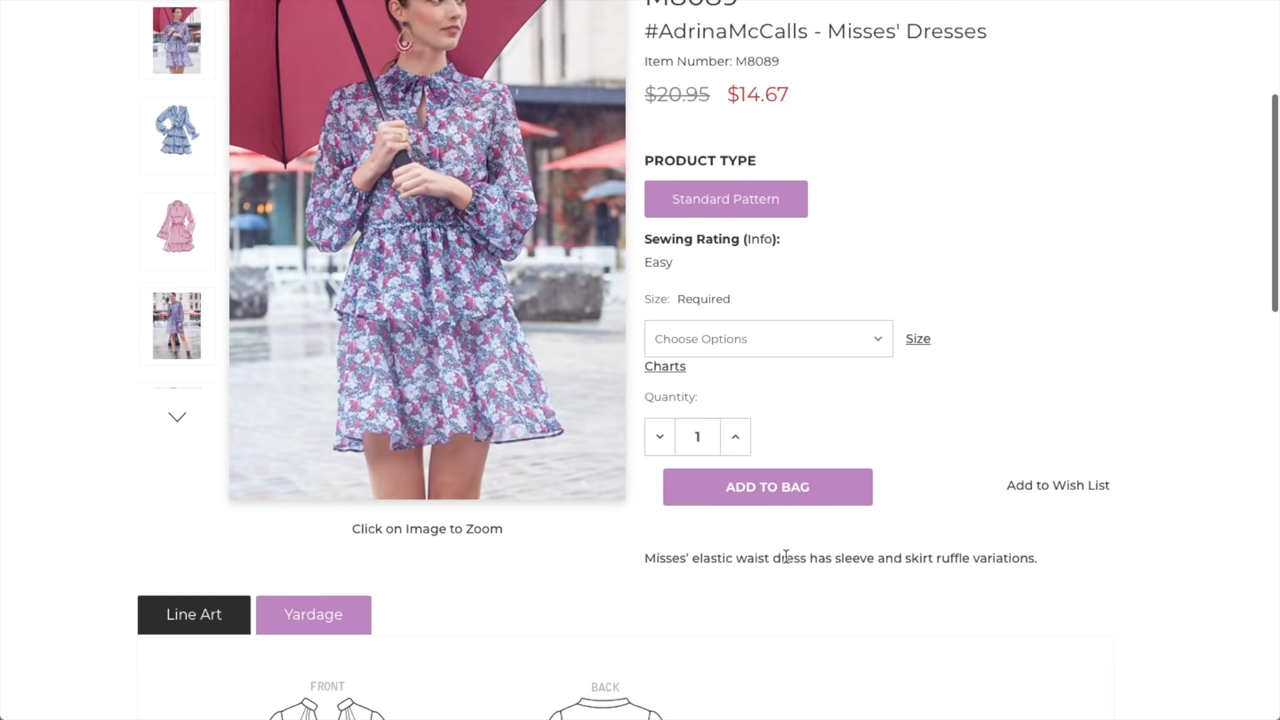 M8089
#AdrinaMcCalls - Misses' Dresses
Item Number: M8089
$20.95 $14.67
PRODUCT TYPE
Standard Pattern
Sewing Rating (Info):
Easy
Size: Required
Choose Options Size
Charts
Quantity:
1
ADD TO BAG Add to Wish List
Click on Image to Zoom
Misses’ elastic waist dress has sleeve and skirt ruffle variations.
Line Art Yardage
FRONT BACK